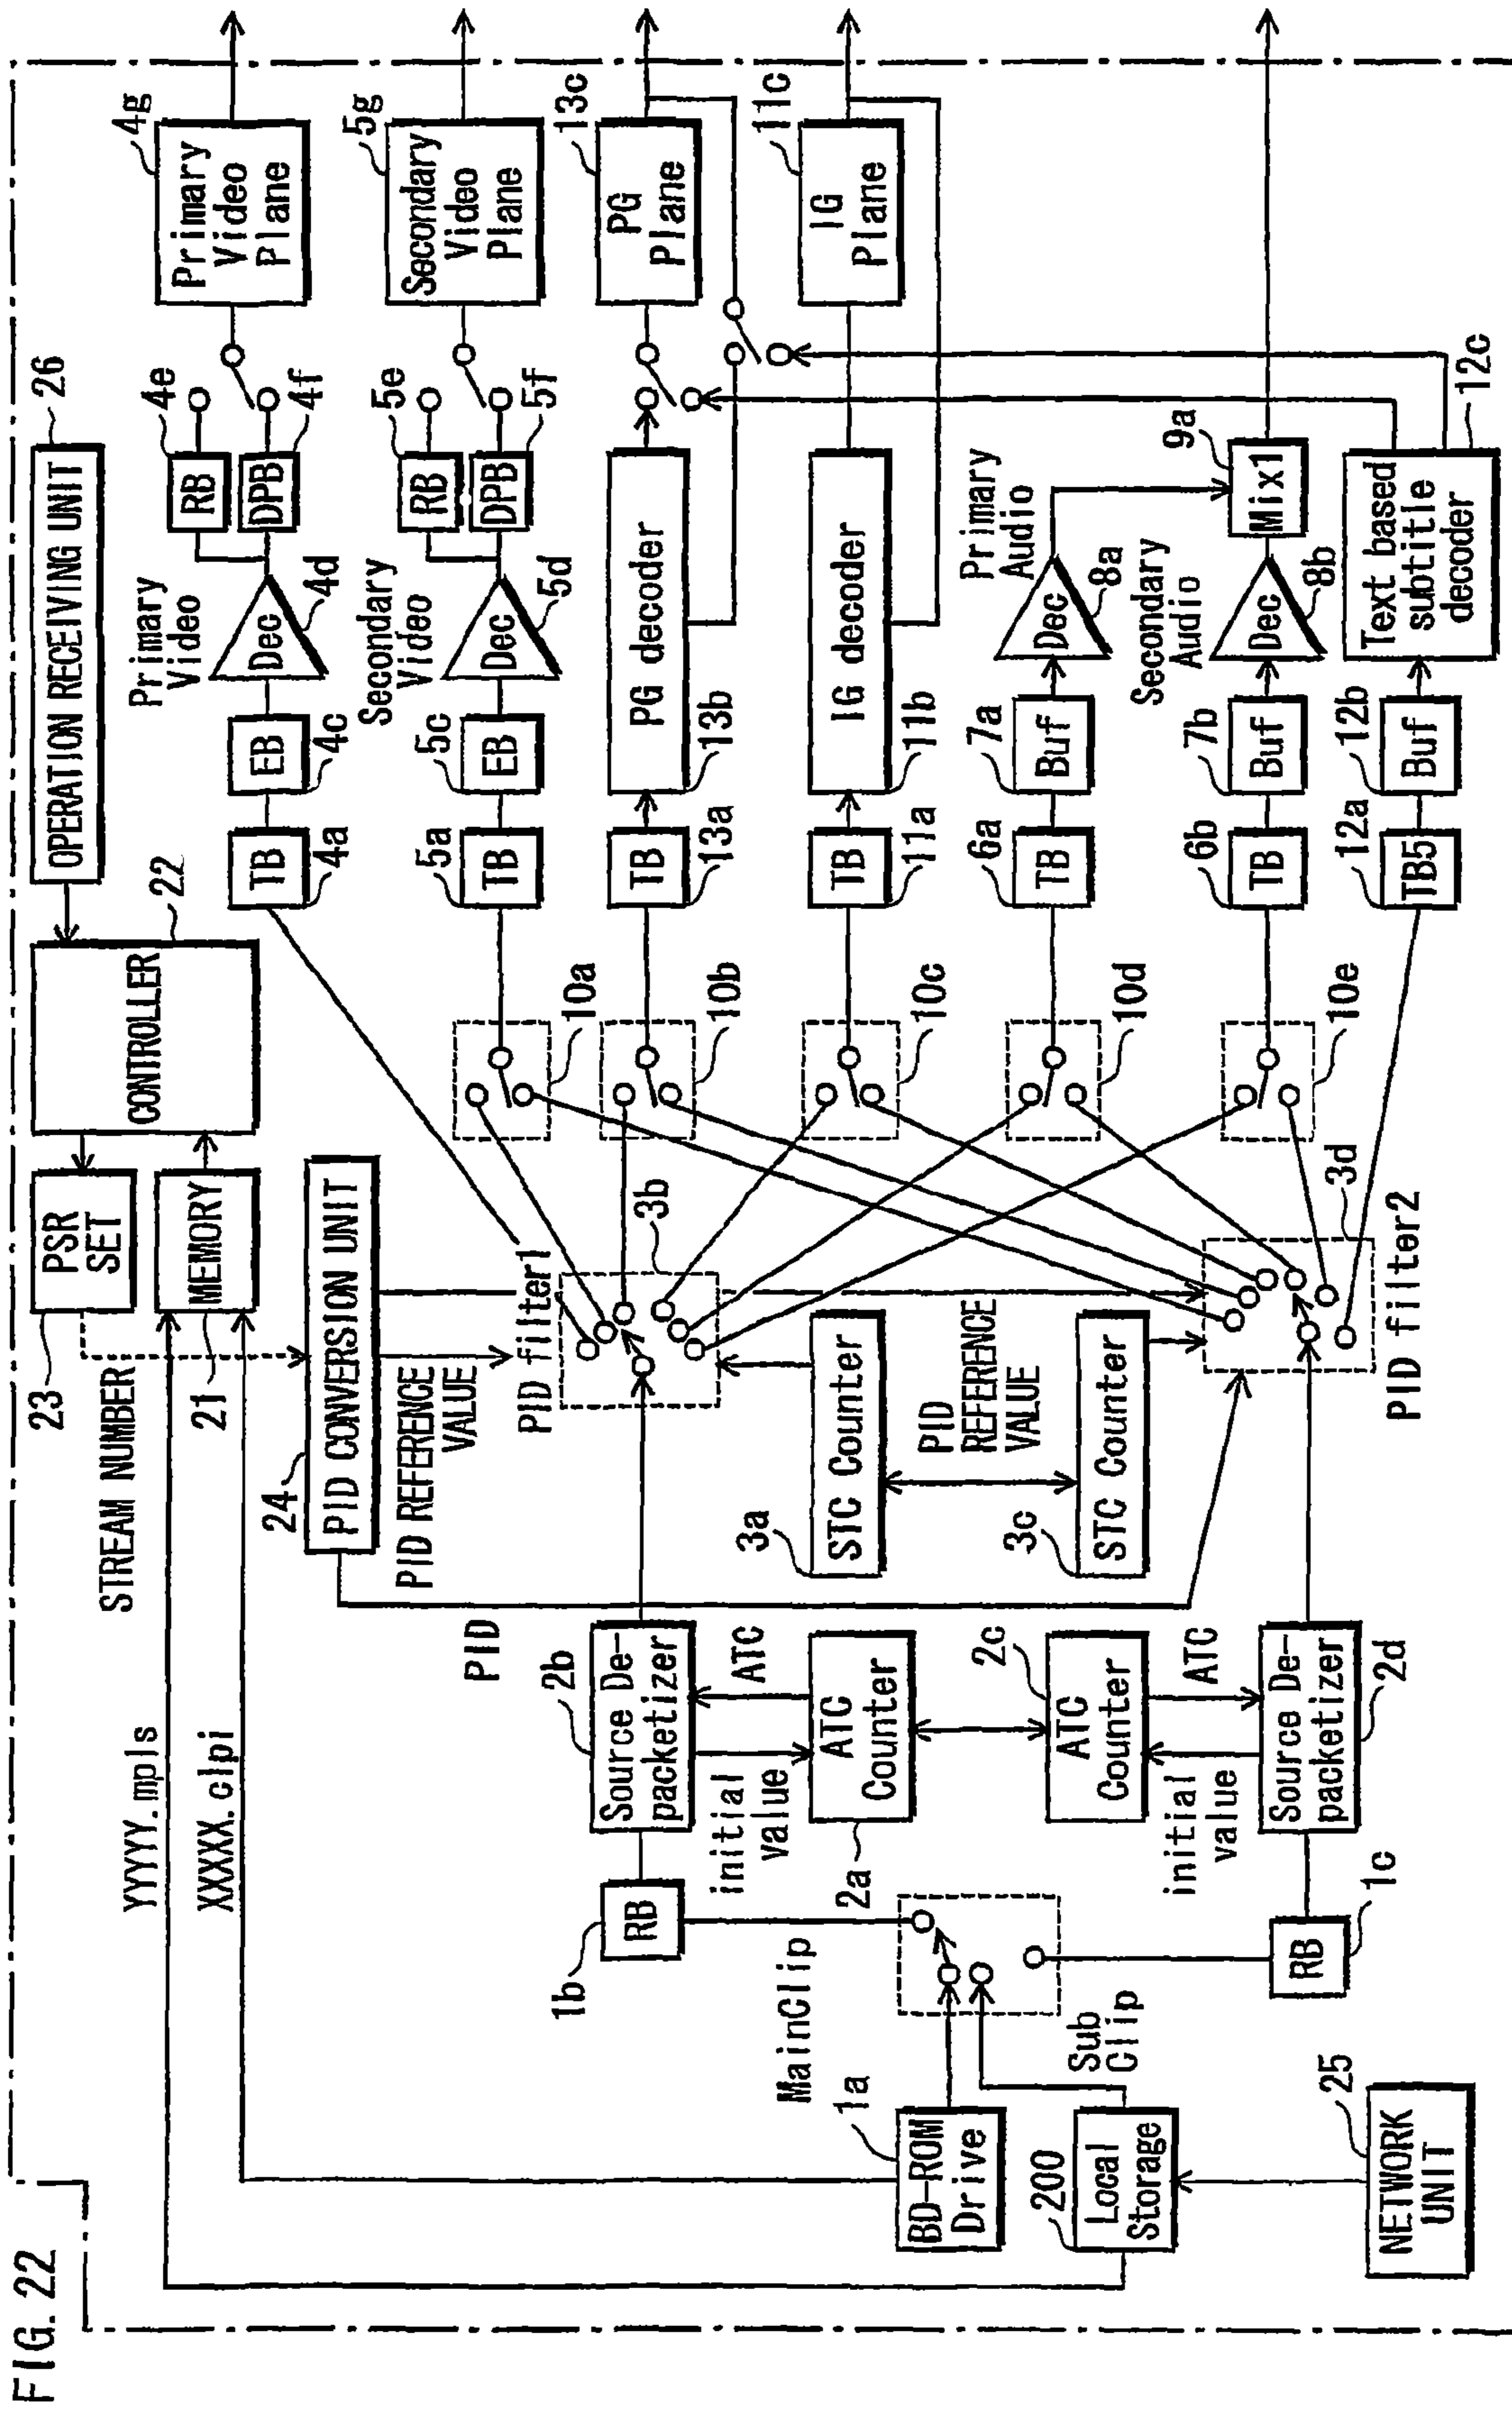 FIG. 22
26
OPERATION RECEIVING UNIT
22
CONTROLLER
PSR
SET
23
MEMORY
21
STREAM NUMBER
YYYYY.mpls
XXXXX.clpi
24
PID CONVERSION UNIT
PID REFERENCE
VALUE
PID
NETWORK
UNIT
25
200
Local
Storage
BD-ROM
Drive
1a
MainClip
Sub
Clip
1b
RB
RB
1c
2b
Source De-
packetizer
initial
value
ATC
ATC
Counter
2a
2c
ATC
Counter
initial
value
ATC
Source De-
packetizer
2d
3a
STC Counter
PID
REFERENCE
VALUE
3c
STC Counter
PID filter1
3b
3d
PID filter2
10a
10b
10c
10d
10e
TB
4a
EB
4c
Primary
Video
Dec
4d
RB
4e
DPB
4f
4g
Primary
Video
Plane
5a
TB
5c
EB
Secondary
Video
Dec
5d
5e
RB
DPB
5f
5g
Secondary
Video
Plane
TB
13a
PG decoder
13b
13c
PG
Plane
TB
11a
IG decoder
11b
11c
IG
Plane
6a
TB
7a
Buf
Primary
Audio
Dec
8a
6b
TB
7b
Buf
Secondary
Audio
Dec
8b
9a
Mix1
12a
TB5
12b
Buf
Text based
subtitle
decoder
12c